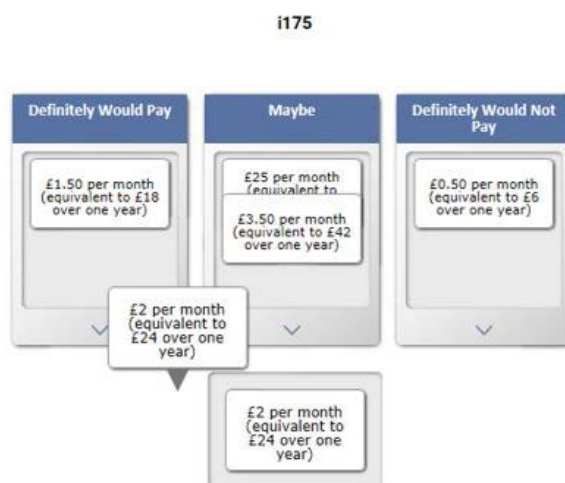 i175
Definitely Would Pay
Maybe
Definitely Would Not
Pay
£1.50 per month
(equivalent to £18
over one year)
£25 per month
(equivalent to
£3.50 per month
(equivalent to £42
over one year)
£0.50 per month
(equivalent to £6
over one year)
£2 per month
(equivalent to
£24 over one
year)
£2 per month
(equivalent to
£24 over one
year)